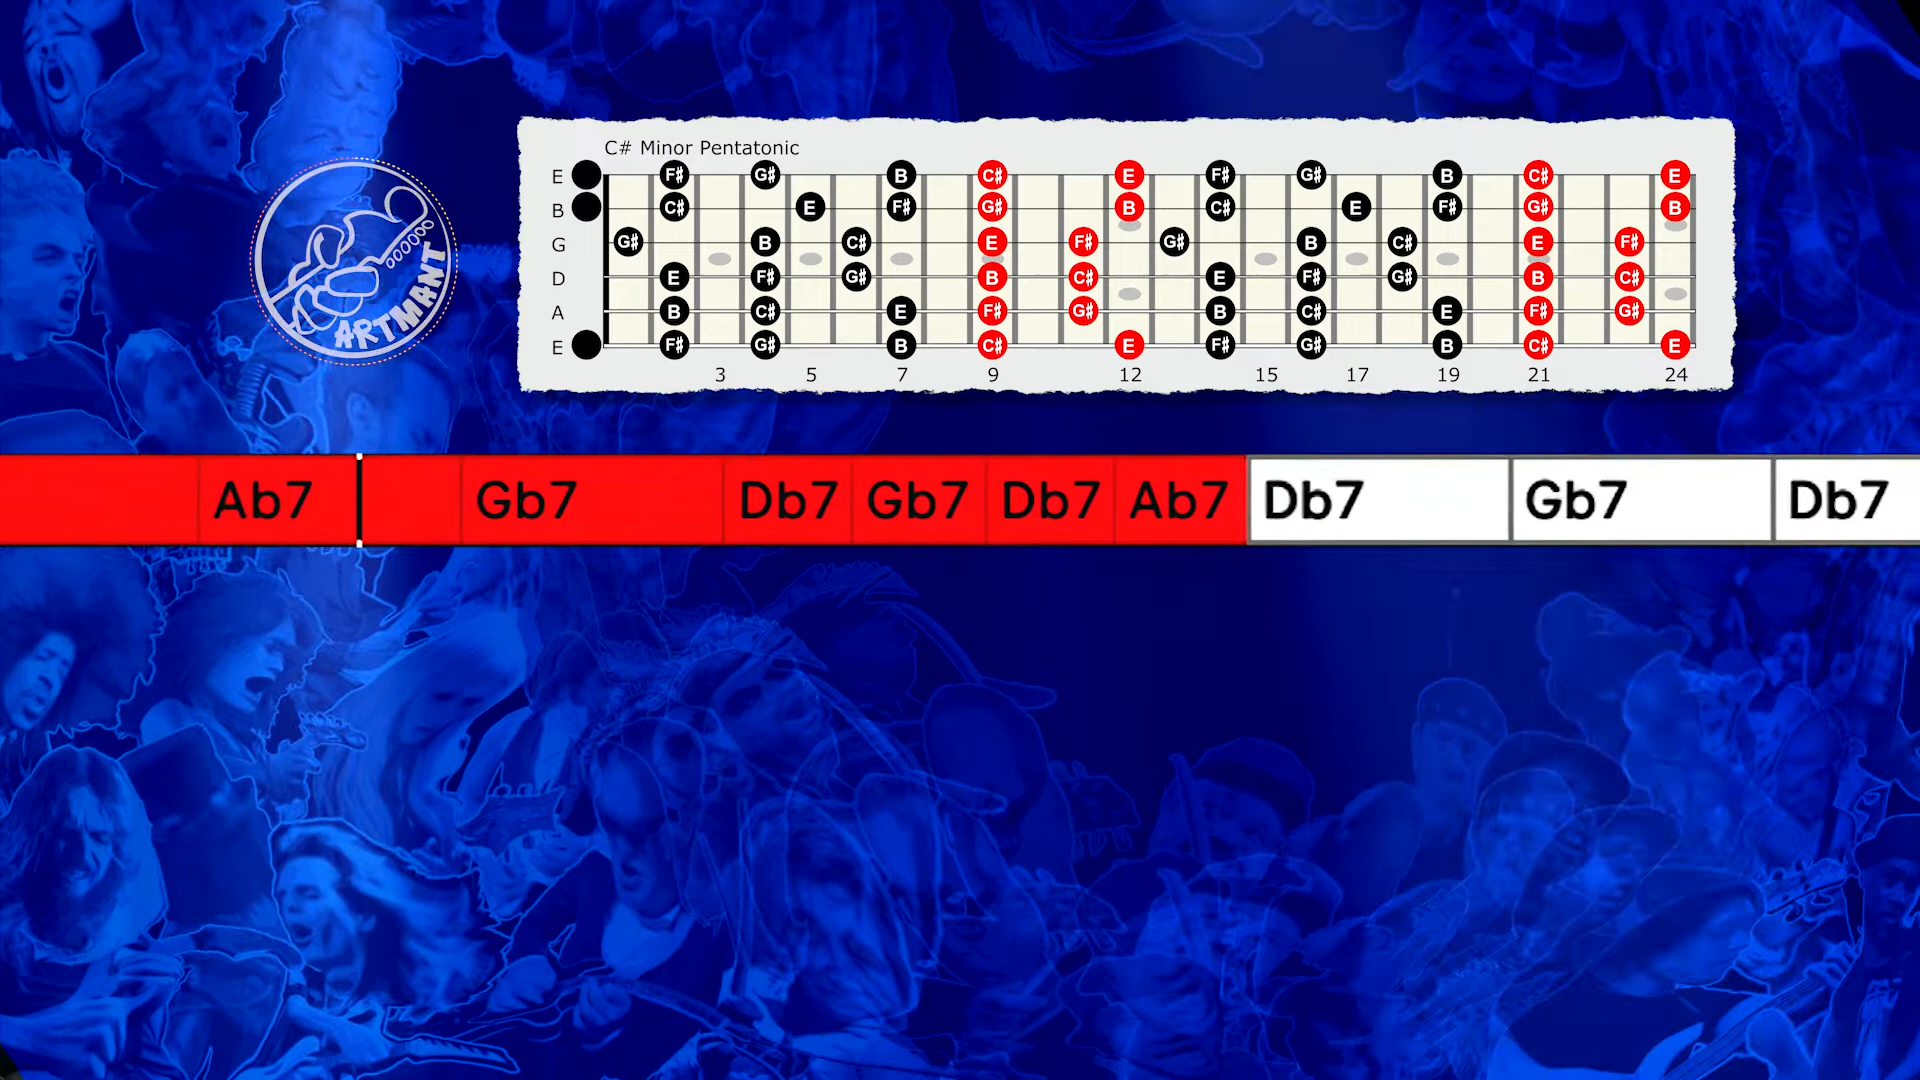 C# Minor Pentatonic
E F# G# B C# E F# G# B C# E
B C# E F# G# B C# E F# G# B
G G# B C# E F# G# B C# E F#
D E F# G# B C# E F# G# B C#
A B C# E F# G# B C# E F# G#
E F# G# B C# E F# G# B C# E
3 5 7 9 12 15 17 19 21 24
ARTMANT
Ab7 Gb7 Db7 Gb7 Db7 Ab7 Db7 Gb7 Db7